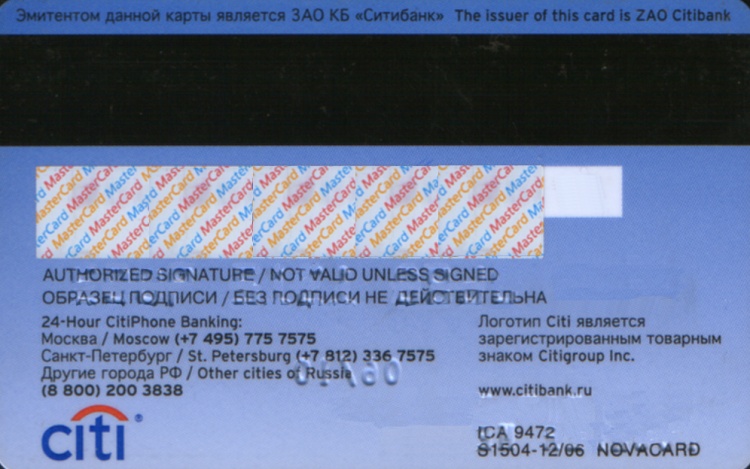 Эмитентом данной карты является ЗАО КБ «Ситибанк» The issuer of this card is ZAO Citibank
AUTHORIZED SIGNATURE / NOT VALID UNLESS SIGNED
ОБРАЗЕЦ ПОДПИСИ / БЕЗ ПОДПИСИ НЕ ДЕЙСТВИТЕЛЬНА
24-Hour CitiPhone Banking:
Москва / Moscow (+7 495) 775 7575
Санкт-Петербург / St. Petersburg (+7 812) 336 7575
Другие города РФ / Other cities of Russia
(8 800) 200 3838
citi®
Логотип Citi является
зарегистрированным товарным
знаком Citigroup Inc.
www.citibank.ru
ICA 9472
S1504-12/06 NOVACARD